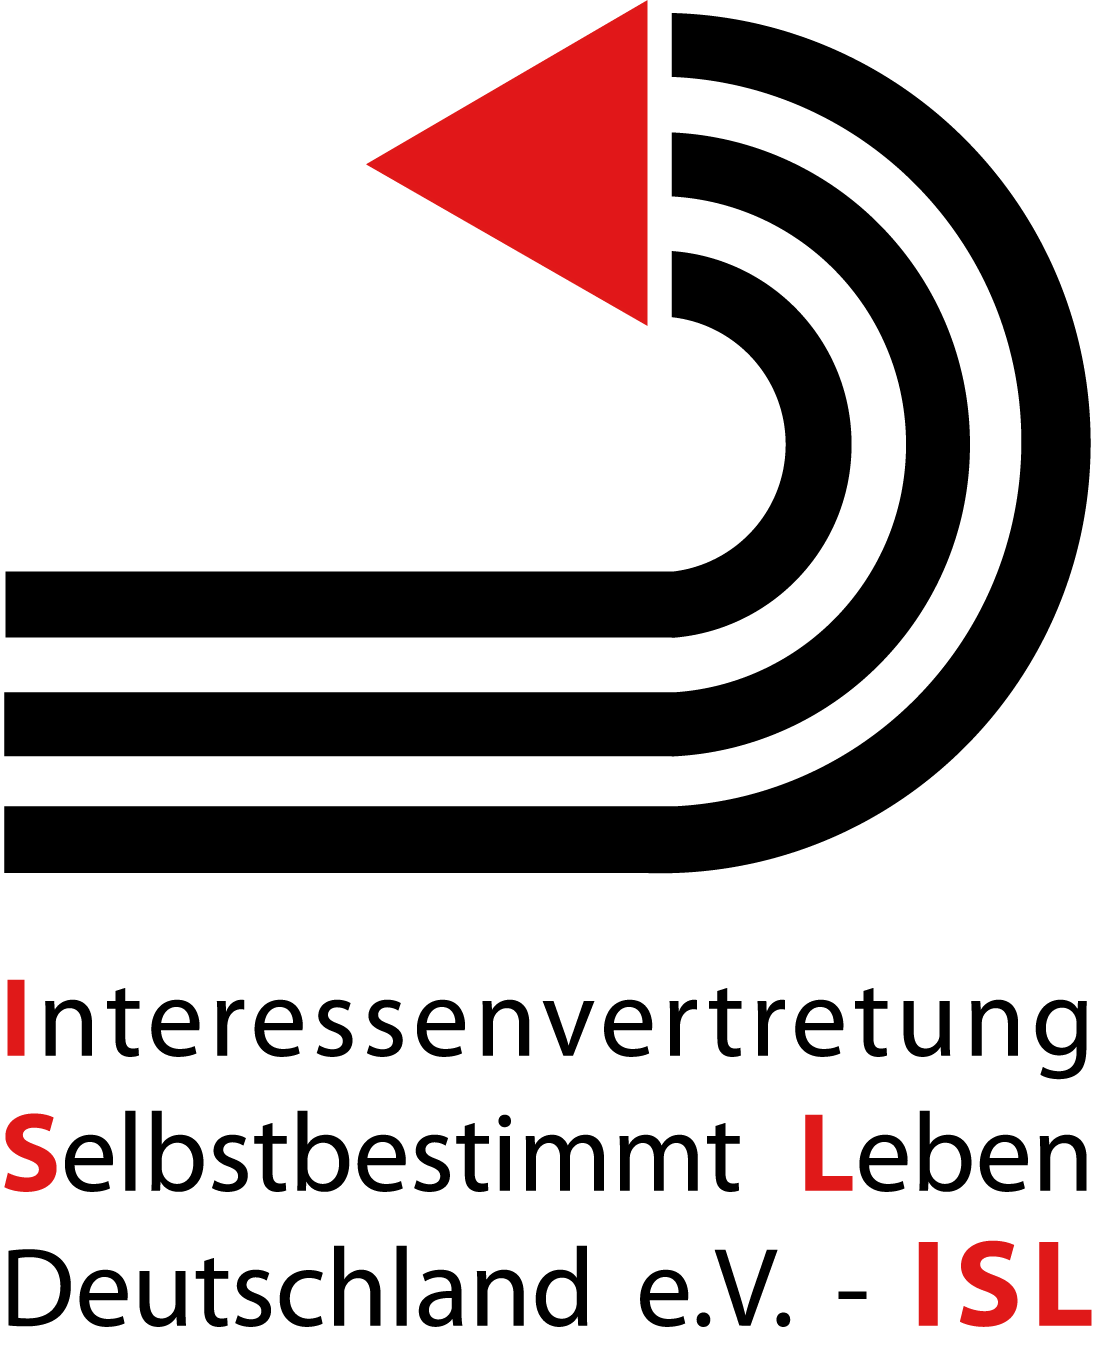 Interessenvertretung
Selbstbestimmt Leben
Deutschland e.V. - ISL